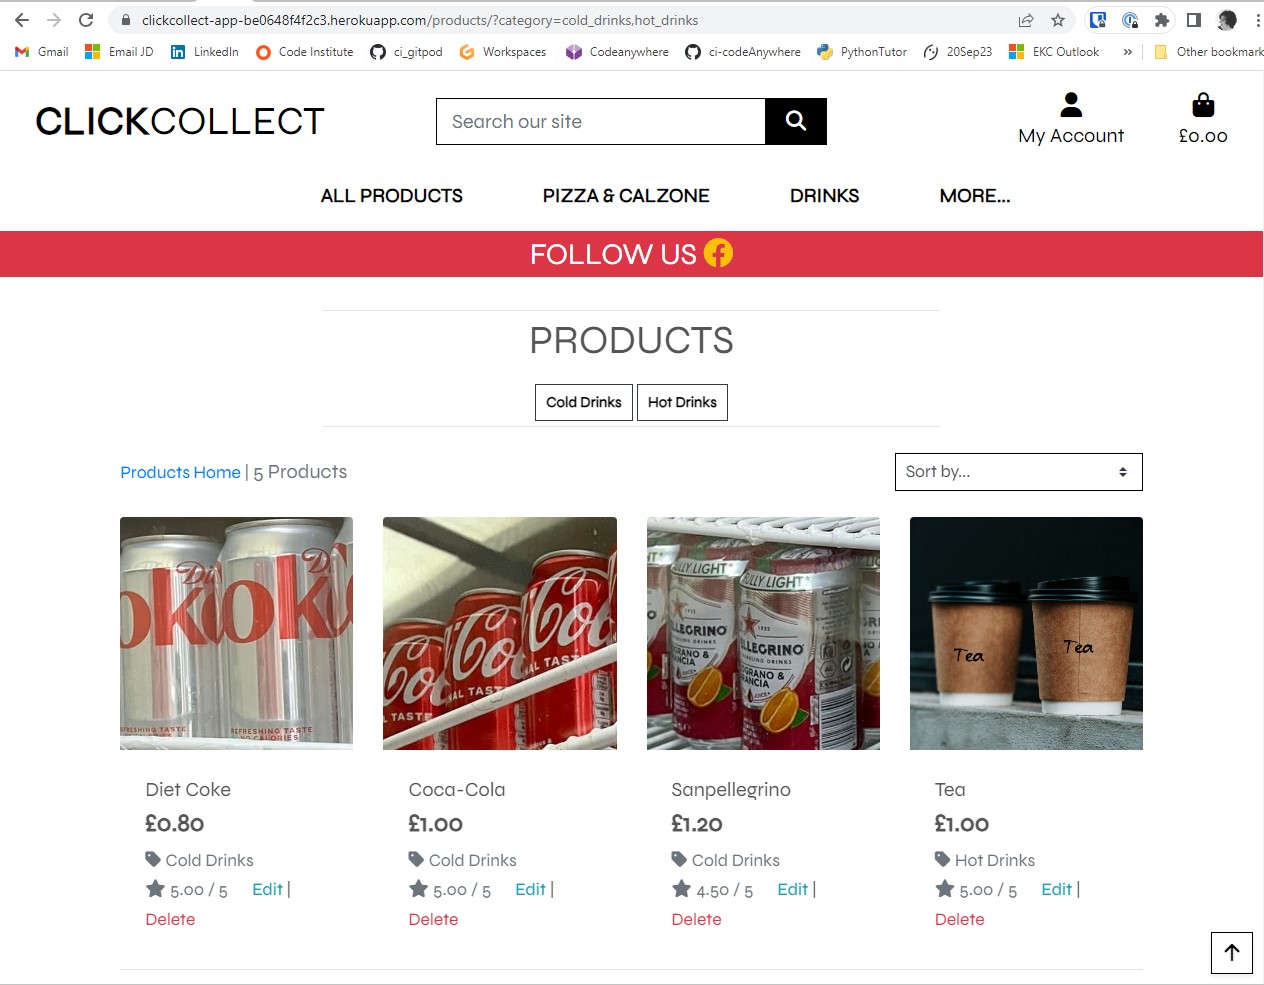 clickcollect-app-be0648f4f2c3.herokuapp.com/products/?category=cold_drinks,hot_drinks
Gmail Email JD LinkedIn Code Institute ci_gitpod Workspaces Codeanywhere ci-codeAnywhere PythonTutor 20Sep23 EKC Outlook » Other bookmark
CLICKCOLLECT
Search our site
My Account
£0.00
ALL PRODUCTS PIZZA & CALZONE DRINKS MORE...
FOLLOW US
PRODUCTS
Cold Drinks Hot Drinks
Products Home | 5 Products
Sort by...
Tea Tea
Diet Coke Coca-Cola Sanpellegrino Tea
£0.80 £1.00 £1.20 £1.00
Cold Drinks Cold Drinks Cold Drinks Hot Drinks
5.00 / 5 Edit | 5.00 / 5 Edit | 4.50 / 5 Edit | 5.00 / 5 Edit |
Delete Delete Delete Delete